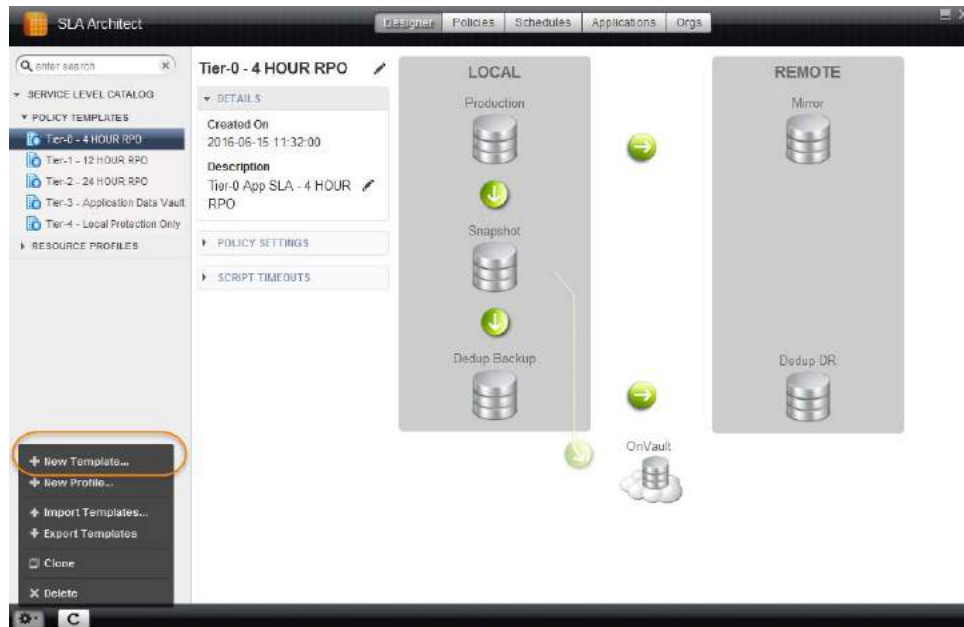 SLA Architect
Designer Policies Schedules Applications Orgs
enter search
SERVICE LEVEL CATALOG
POLICY TEMPLATES
Tier-0 - 4 HOUR RPO
Tier-1 - 12 HOUR RPO
Tier-2 - 24 HOUR RPO
Tier-3 - Application Data Vault
Tier-4 - Local Protection Only
RESOURCE PROFILES
Tier-0 - 4 HOUR RPO
DETAILS
Created On
2016-06-15 11:32:00
Description
Tier-0 App SLA - 4 HOUR
RPO
POLICY SETTINGS
SCRIPT TIMEOUTS
LOCAL
Production
Snapshot
Dedup Backup
REMOTE
Mirror
Dedup DR
OnVault
New Template...
New Profile...
Import Templates...
Export Templates
Clone
Delete
C